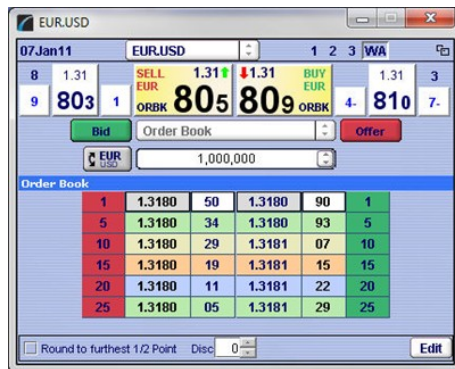 EUR.USD
07Jan11 EUR.USD 1 2 3 WA
8 1.31 SELL 1.31 1.31 BUY 1.31 3
EUR EUR
9 803 1 ORBK 805 809 ORBK 4- 810 7-
Bid Order Book Offer
EUR USD 1,000,000
Order Book
1 1.3180 50 1.3180 90 1
5 1.3180 34 1.3180 93 5
10 1.3180 29 1.3181 07 10
15 1.3180 19 1.3181 15 15
20 1.3180 11 1.3181 22 20
25 1.3180 05 1.3181 29 25
Round to furthest 1/2 Point Disc 0 Edit